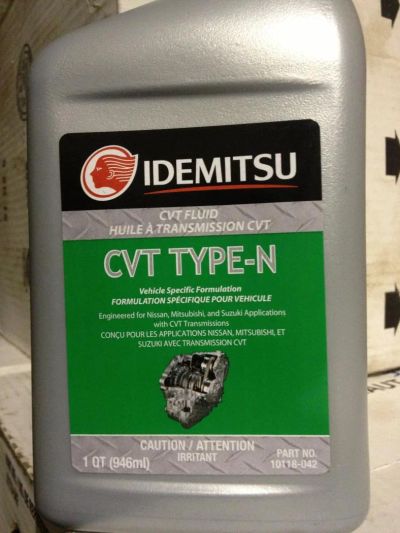 IDEMITSU
CVT FLUID
HUILE À TRANSMISSION CVT
CVT TYPE-N
Vehicle Specific Formulation
FORMULATION SPÉCIFIQUE POUR VEHICULE
Engineered for Nissan, Mitsubishi, and Suzuki Applications
with CVT Transmissions
CONÇU POUR LES APPLICATIONS NISSAN, MITSUBISHI, ET
SUZUKI AVEC TRANSMISSION CVT
CAUTION / ATTENTION
IRRITANT
1 QT (946ml)
PART NO.
10118-042